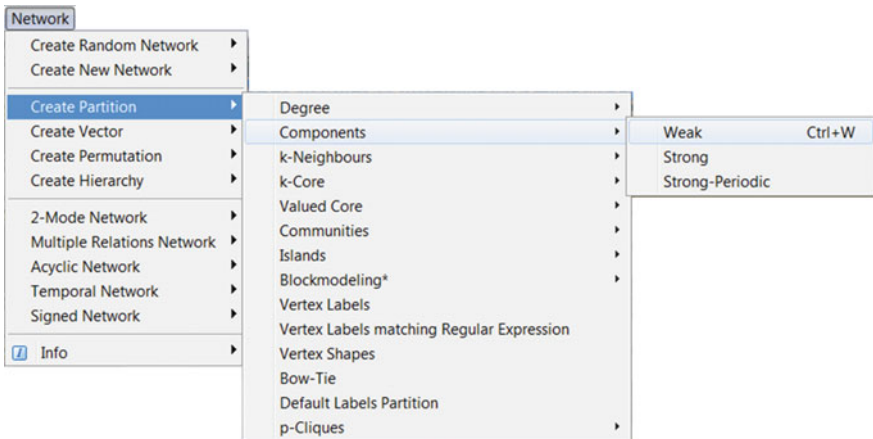 Network
Create Random Network
Create New Network
Create Partition
Create Vector
Create Permutation
Create Hierarchy
2-Mode Network
Multiple Relations Network
Acyclic Network
Temporal Network
Signed Network
i Info
Degree
Components
k-Neighbours
k-Core
Valued Core
Communities
Islands
Blockmodeling*
Vertex Labels
Vertex Labels matching Regular Expression
Vertex Shapes
Bow-Tie
Default Labels Partition
p-Cliques
Weak Ctrl+W
Strong
Strong-Periodic